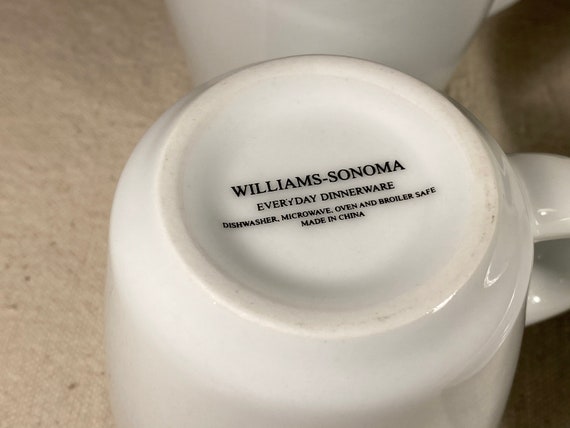 WILLIAMS-SONOMA
EVERYDAY DINNERWARE
DISHWASHER, MICROWAVE, OVEN AND BROILER SAFE
MADE IN CHINA